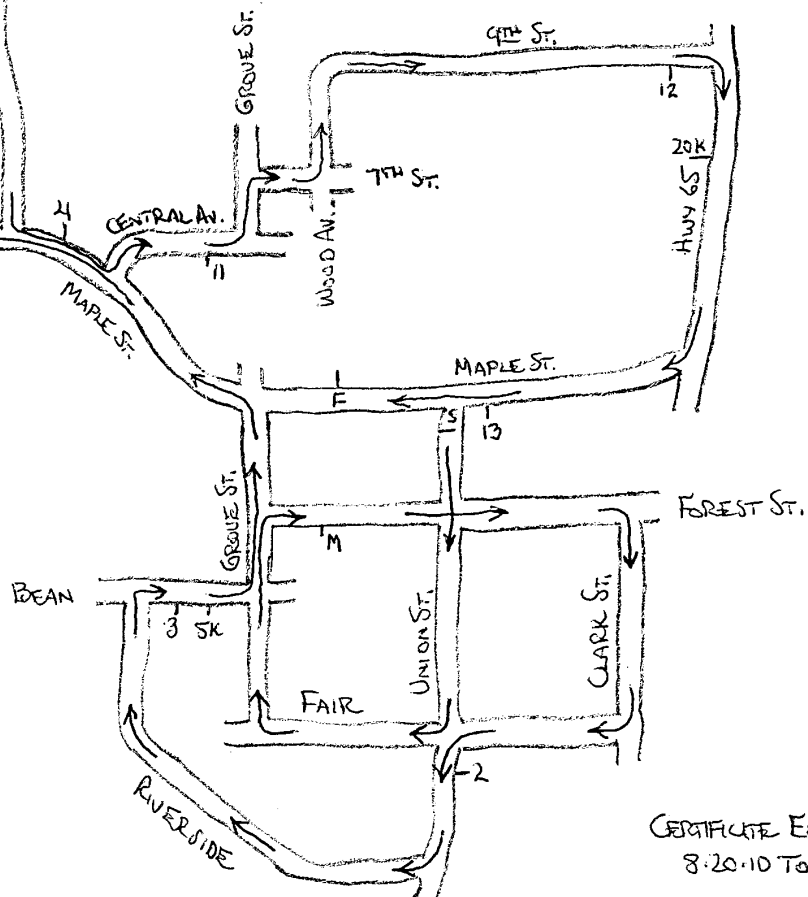 GROVE ST.
9TH ST.
12
20K
HWY 65
7TH ST.
4
CENTRAL AV.
11
WOOD AV.
MAPLE ST.
MAPLE ST.
F
S
13
GROVE ST.
FOREST ST.
M
BEAN
3
5K
UNION ST.
CLARK ST.
FAIR
2
RIVERSIDE
8·20·10 TO